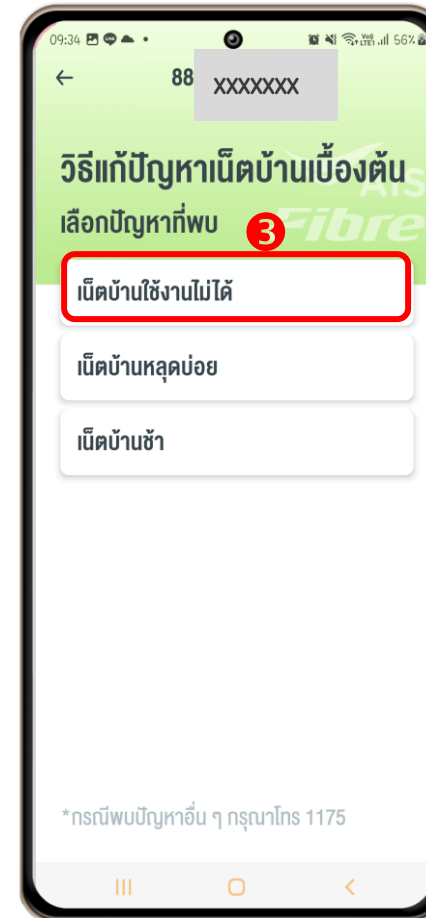 09:34 LTE1 56%
88 XXXXXXX
วิธีแก้ปัญหาเน็ตบ้านเบื้องต้น
AIS
เลือกปัญหาที่พบ 3
Fibre
เน็ตบ้านใช้งานไม่ได้
เน็ตบ้านหลุดบ่อย
เน็ตบ้านช้า
*กรณีพบปัญหาอื่น ๆ กรุณาโทร 1175